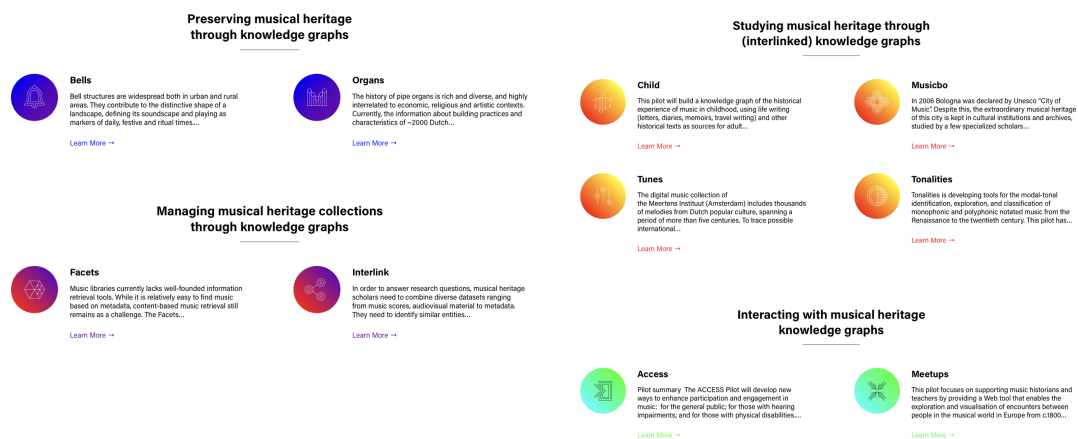 Preserving musical heritage
through knowledge graphs
Bells
Bell structures are widespread both in urban and rural
areas. They contribute to the distinctive shape of a
landscape, defining its soundscape and playing as
markers of daily, festive and ritual times....
Learn More →
Organs
The history of pipe organs is rich and diverse, and highly
interrelated to economic, religious and artistic contexts.
Currently, the information about building practices and
characteristics of ~2000 Dutch...
Learn More →
Managing musical heritage collections
through knowledge graphs
Facets
Music libraries currently lacks well-founded information
retrieval tools. While it is relatively easy to find music
based on metadata, content-based music retrieval still
remains as a challenge. The Facets...
Learn More →
Interlink
In order to answer research questions, musical heritage
scholars need to combine diverse datasets ranging
from music scores, audiovisual material to metadata.
They need to identify similar entities...
Learn More →
Studying musical heritage through
(interlinked) knowledge graphs
Child
This pilot will build a knowledge graph of the historical
experience of music in childhood, using life writing
(letters, diaries, memoirs, travel writing) and other
historical texts as sources for adult...
Learn More →
Musicbo
In 2006 Bologna was declared by Unesco “City of
Music”. Despite this, the extraordinary musical heritage
of this city is kept in cultural institutions and archives,
studied by a few specialized scholars...
Learn More →
Tunes
The digital music collection of
the Meertens Instituut (Amsterdam) includes thousands
of melodies from Dutch popular culture, spanning a
period of more than five centuries. To trace possible
international...
Learn More →
Tonalities
Tonalities is developing tools for the modal-tonal
identification, exploration, and classification of
monophonic and polyphonic notated music from the
Renaissance to the twentieth century. This pilot has...
Learn More →
Interacting with musical heritage
knowledge graphs
Access
Pilot summary  The ACCESS Pilot will develop new
ways to enhance participation and engagement in
music:  for the general public; for those with hearing
impairments; and for those with physical disabilities....
Learn More →
Meetups
This pilot focuses on supporting music historians and
teachers by providing a Web tool that enables the
exploration and visualisation of encounters between
people in the musical world in Europe from c.1800...
Learn More →